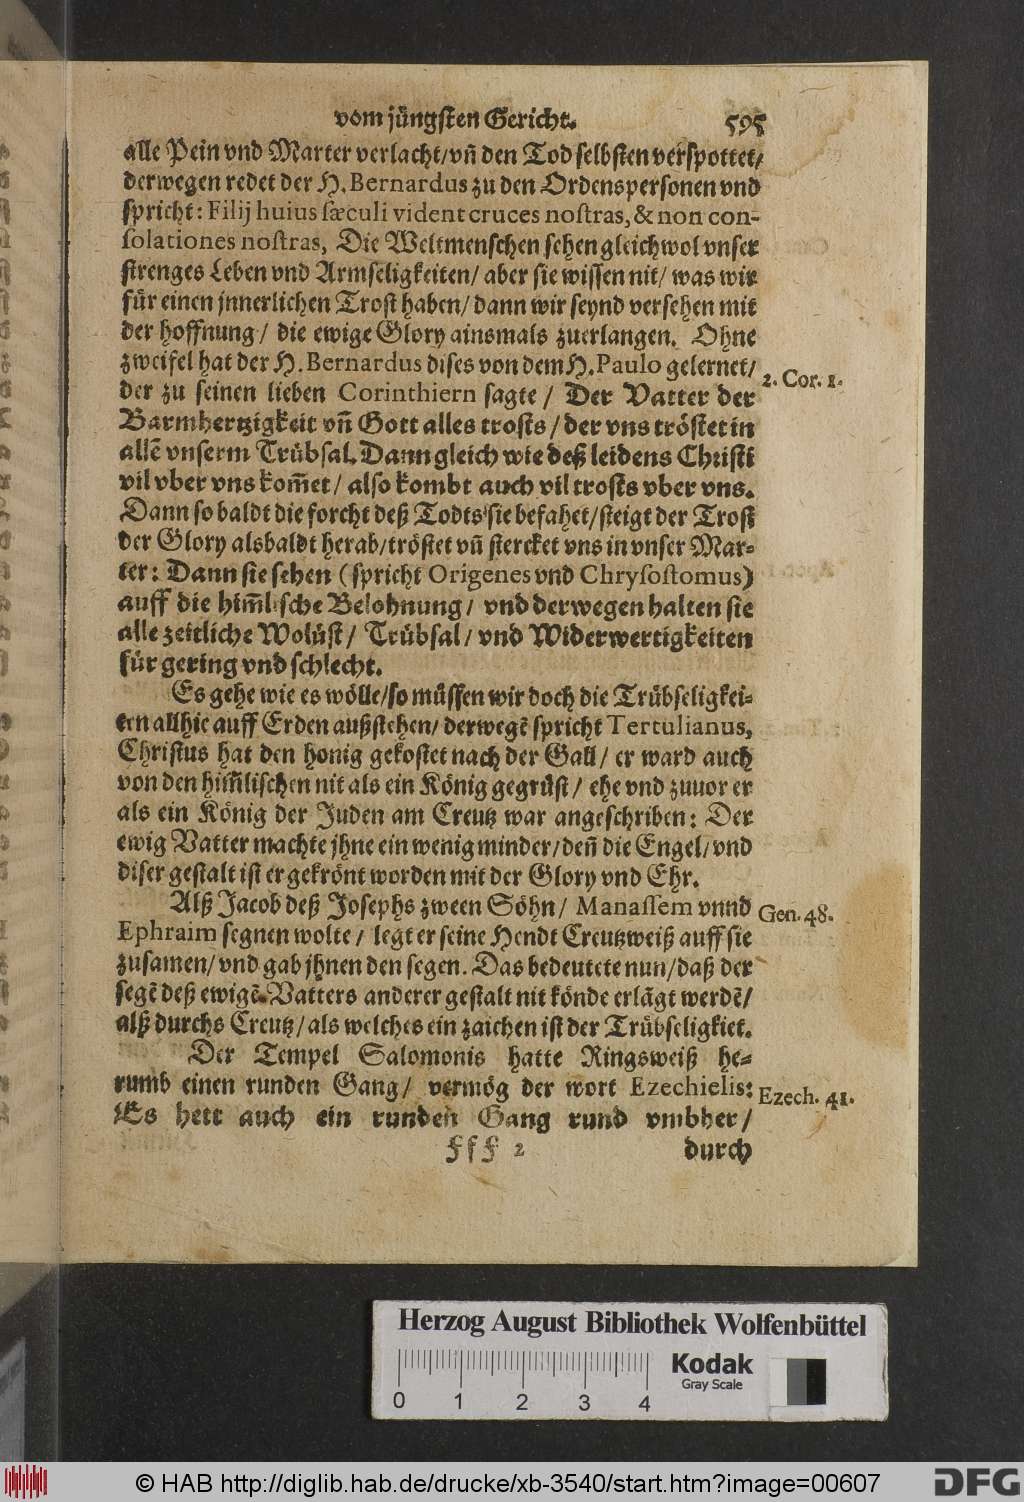 vom jüngsten Gericht. 595
alle Pein vnd Marter verlacht/vn̄ den Tod selbsten verspottet/
derwegen redet der H. Bernardus zu den Ordenspersonen vnd
spricht: Filij huius sæculi vident cruces nostras, & non con-
solationes nostras, Die Weltmenschen sehen gleichwol vnser
strenges Leben vnd Armseligkeiten/ aber sie wissen nit/ was wir
für einen jnnerlichen Trost haben/ dann wir seynd versehen mit
der hoffnung/ die ewige Glory ainsmals zuerlangen. Ohne
zweifel hat der H. Bernardus dises von dem H. Paulo gelernet/
2. Cor. 1.
der zu seinen lieben Corinthiern sagte / Der Vatter der
Barmhertzigkeit vn̄ Gott alles trosts / der vns tröstet in
allē vnserm Trübsal. Dann gleich wie deß leidens Christi
vil vber vns kom̄et/ also kombt auch vil trosts vber vns.
Dann so baldt die forcht deß Todts sie befahet/steigt der Trost
der Glory alsbaldt herab/tröstet vn̄ stercket vns in vnser Mar-
ter: Dann sie sehen (spricht Origenes vnd Chrysostomus)
auff die him̄lische Belohnung/ vnd derwegen halten sie
alle zeitliche Wolüst/ Trübsal/ vnd Widerwertigkeiten
für gering vnd schlecht.
Es gehe wie es wölle/so müssen wir doch die Trübseligkei-
ten allhie auff Erden außstehen/ derwegē spricht Tertulianus,
Christus hat den honig gekostet nach der Gall/ er ward auch
von den him̄lischen nit als ein König gegrüst/ ehe vnd zuuor er
als ein König der Juden am Creutz war angeschriben: Der
ewig Vatter machte jhne ein wenig minder/den̄ die Engel/vnd
diser gestalt ist er gekrönt worden mit der Glory vnd Ehr.
Alß Jacob deß Josephs zween Söhn/ Manassem vnnd
Gen. 48.
Ephraim segnen wolte / legt er seine Hendt Creutzweiß auff sie
zusamen/ vnd gab jhnen den segen. Das bedeutete nun/daß der
segē deß ewigē Vatters anderer gestalt nit könde erlāgt werdē/
alß durchs Creutz/als welches ein zaichen ist der Trübseligkiet.
Der Tempel Salomonis hatte Ringsweiß he-
rumb einen runden Gang/ vermög der wort Ezechielis:
Ezech. 41.
Es hett auch ein runden Gang rund vmbher/
fff 2 durch
Herzog August Bibliothek Wolfenbüttel
Kodak
Gray Scale
0 1 2 3 4
© HAB http://diglib.hab.de/drucke/xb-3540/start.htm?image=00607
DFG